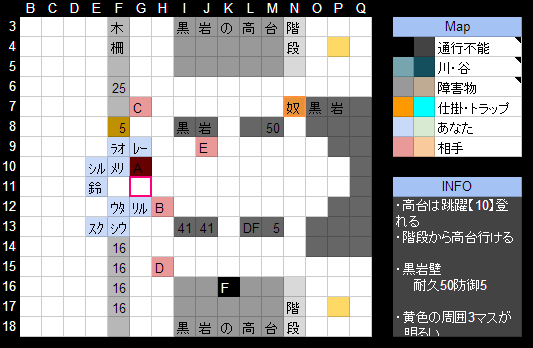 B C D E F G H I J K L M N O P Q
3 木 黒 岩 の 高 台 階
4 柵 段
5
6 25
7 C 奴 黒 岩
8 5 黒 岩 50
9 ラオ レー E
10 シル メリ A
11 鈴
12 ウタ リル B
13 スク シウ 41 41 DF 5
14 16
15 16 D
16 16 F
17 16 階
18 黒 岩 の 高 台 段
Map
通行不能
川・谷
障害物
仕掛・トラップ
あなた
相手
INFO
・高台は跳躍【10】登
れる
・階段から高台行ける
・黒岩壁
耐久50防御5
・黄色の周囲3マスが
明るい